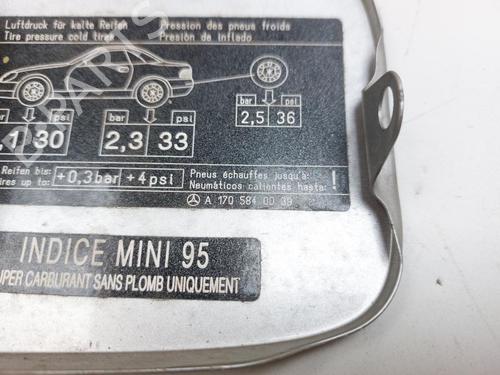 Luftdruck für kalte Reifen Pression des pneus froids
Tire pressure cold tires Presión de inflado
bar psi
bar psi
2,5 36
psi
,1 30
bar psi
2,3 33
Reifen bis:
ires up to: +0,3bar +4psi
Pneus échauffes jusqu'a:
Neumáticos calientes hasta: !
A 170 584 00 39
INDICE MINI 95
UPER CARBURANT SANS PLOMB UNIQUEMENT